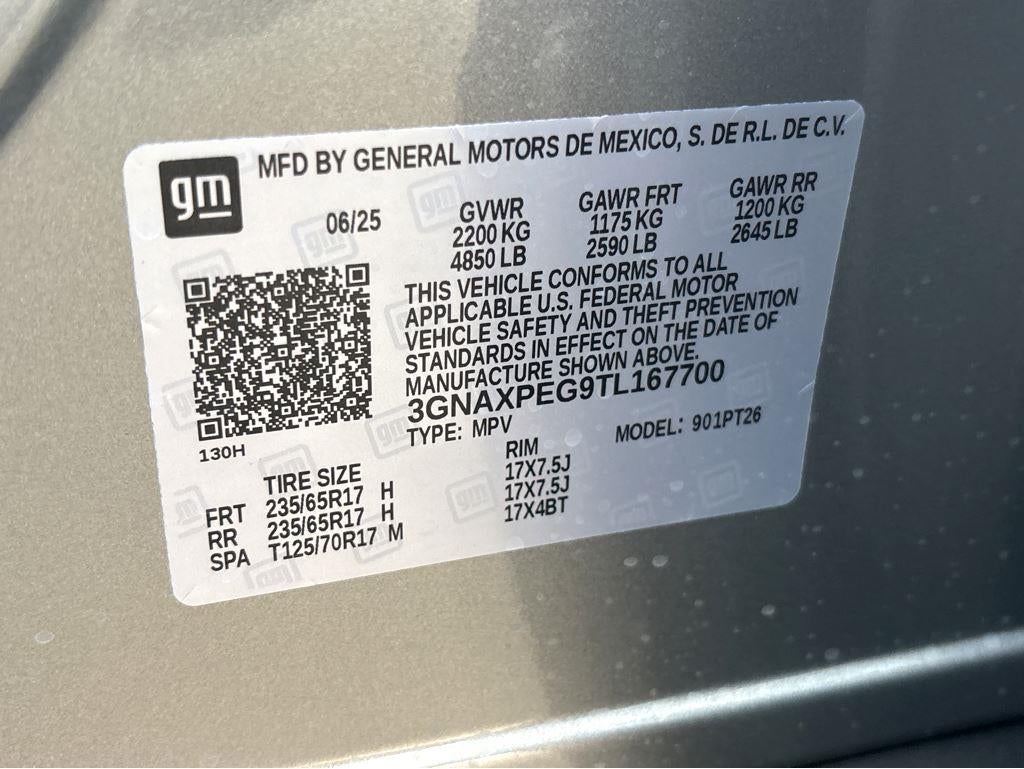 gm
MFD BY GENERAL MOTORS DE MEXICO, S. DE R.L. DE C.V.
06/25
GVWR GAWR FRT GAWR RR
2200 KG 1175 KG 1200 KG
4850 LB 2590 LB 2645 LB
THIS VEHICLE CONFORMS TO ALL
APPLICABLE U.S. FEDERAL MOTOR
VEHICLE SAFETY AND THEFT PREVENTION
STANDARDS IN EFFECT ON THE DATE OF
MANUFACTURE SHOWN ABOVE.
3GNAXPEG9TL167700
TYPE: MPV MODEL: 901PT26
130H
TIRE SIZE RIM
FRT 235/65R17 H 17X7.5J
RR 235/65R17 H 17X7.5J
SPA T125/70R17 M 17X4BT